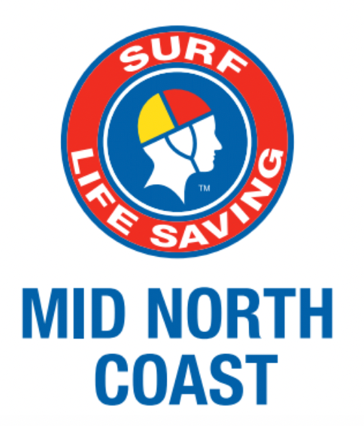 SURF
LIFE SAVING
TM
MID NORTH
COAST